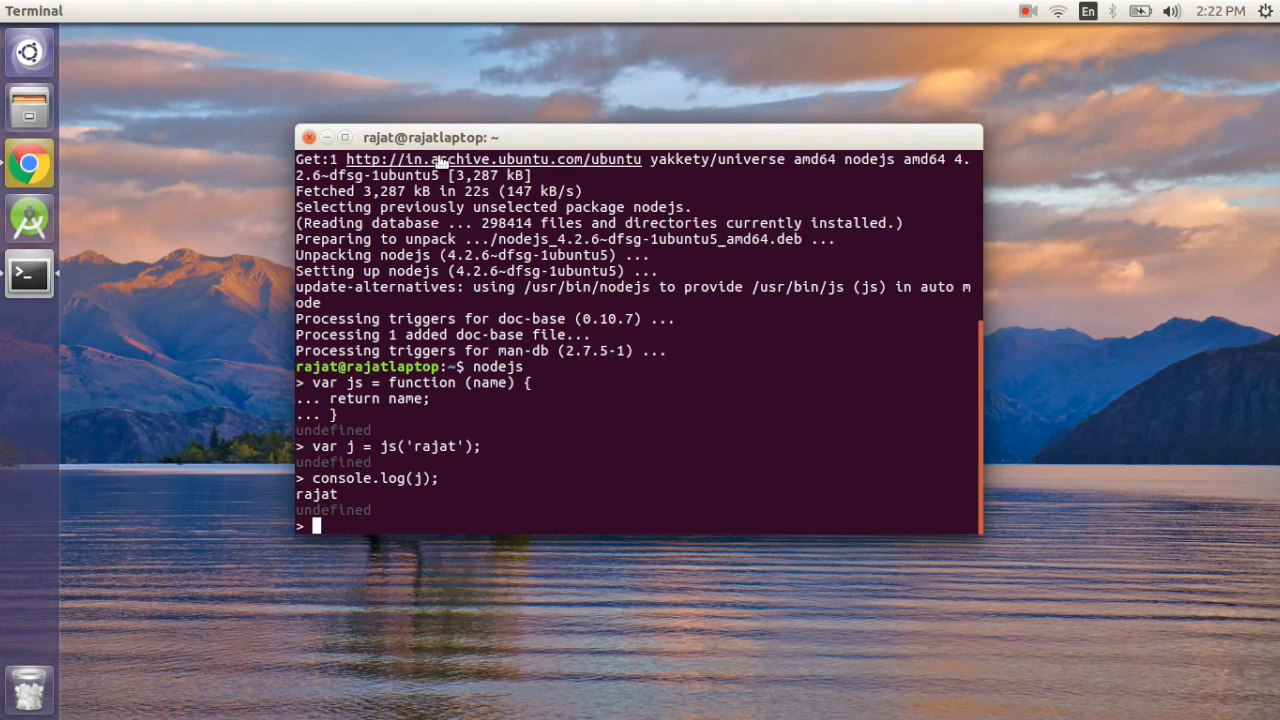 Terminal
En
2:22 PM
rajat@rajatlaptop: ~
Get:1 http://in.archive.ubuntu.com/ubuntu yakkety/universe amd64 nodejs amd64 4.
2.6~dfsg-1ubuntu5 [3,287 kB]
Fetched 3,287 kB in 22s (147 kB/s)
Selecting previously unselected package nodejs.
(Reading database ... 298414 files and directories currently installed.)
Preparing to unpack .../nodejs_4.2.6~dfsg-1ubuntu5_amd64.deb ...
Unpacking nodejs (4.2.6~dfsg-1ubuntu5) ...
Setting up nodejs (4.2.6~dfsg-1ubuntu5) ...
update-alternatives: using /usr/bin/nodejs to provide /usr/bin/js (js) in auto m
ode
Processing triggers for doc-base (0.10.7) ...
Processing 1 added doc-base file...
Processing triggers for man-db (2.7.5-1) ...
rajat@rajatlaptop:~$ nodejs
> var js = function (name) {
... return name;
... }
undefined
> var j = js('rajat');
undefined
> console.log(j);
rajat
undefined
>